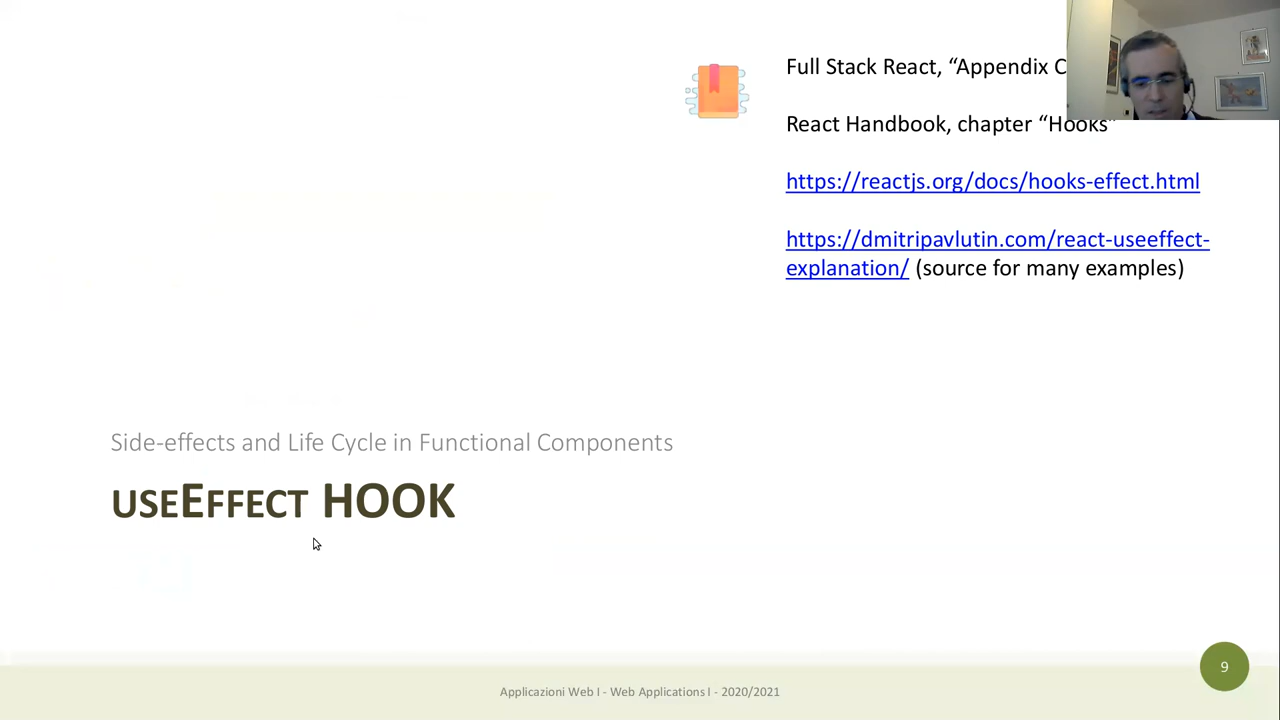 Full Stack React, “Appendix C
React Handbook, chapter “Hooks”
https://reactjs.org/docs/hooks-effect.html
https://dmitripavlutin.com/react-useeffect-
explanation/ (source for many examples)
Side-effects and Life Cycle in Functional Components
USEEFFECT HOOK
9
Applicazioni Web I - Web Applications I - 2020/2021